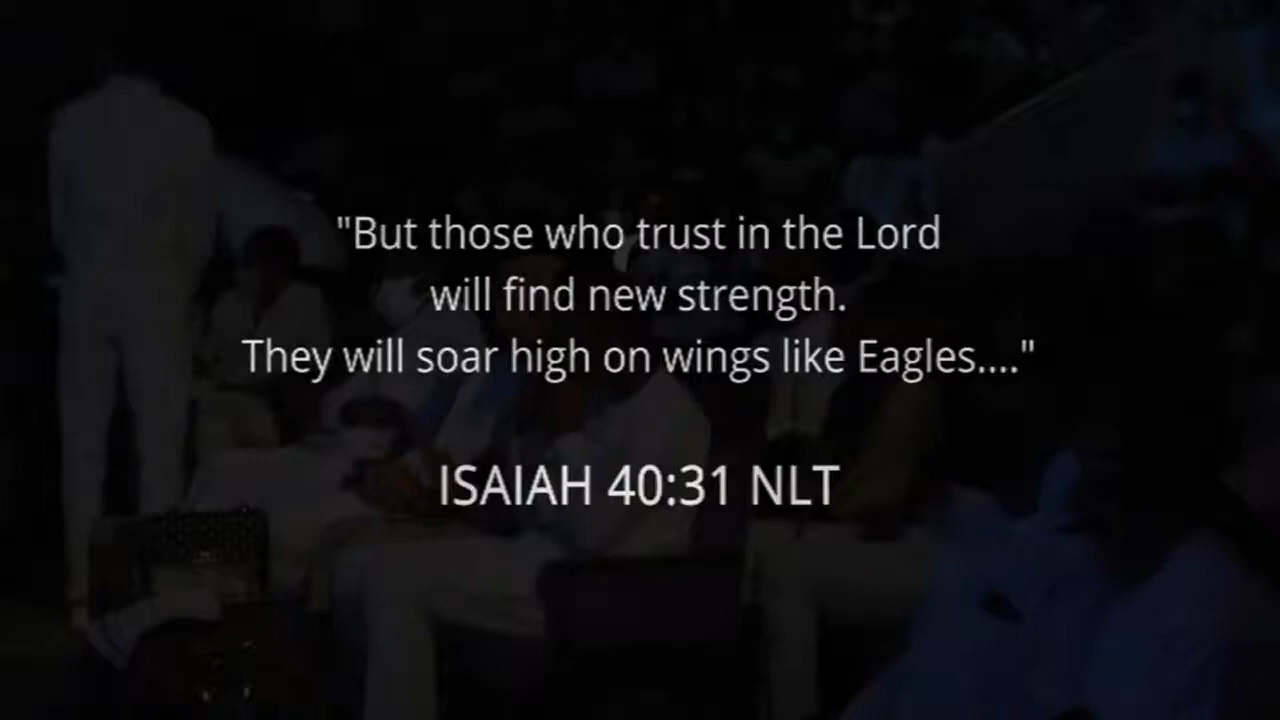 "But those who trust in the Lord
will find new strength.
They will soar high on wings like Eagles...."
ISAIAH 40:31 NLT